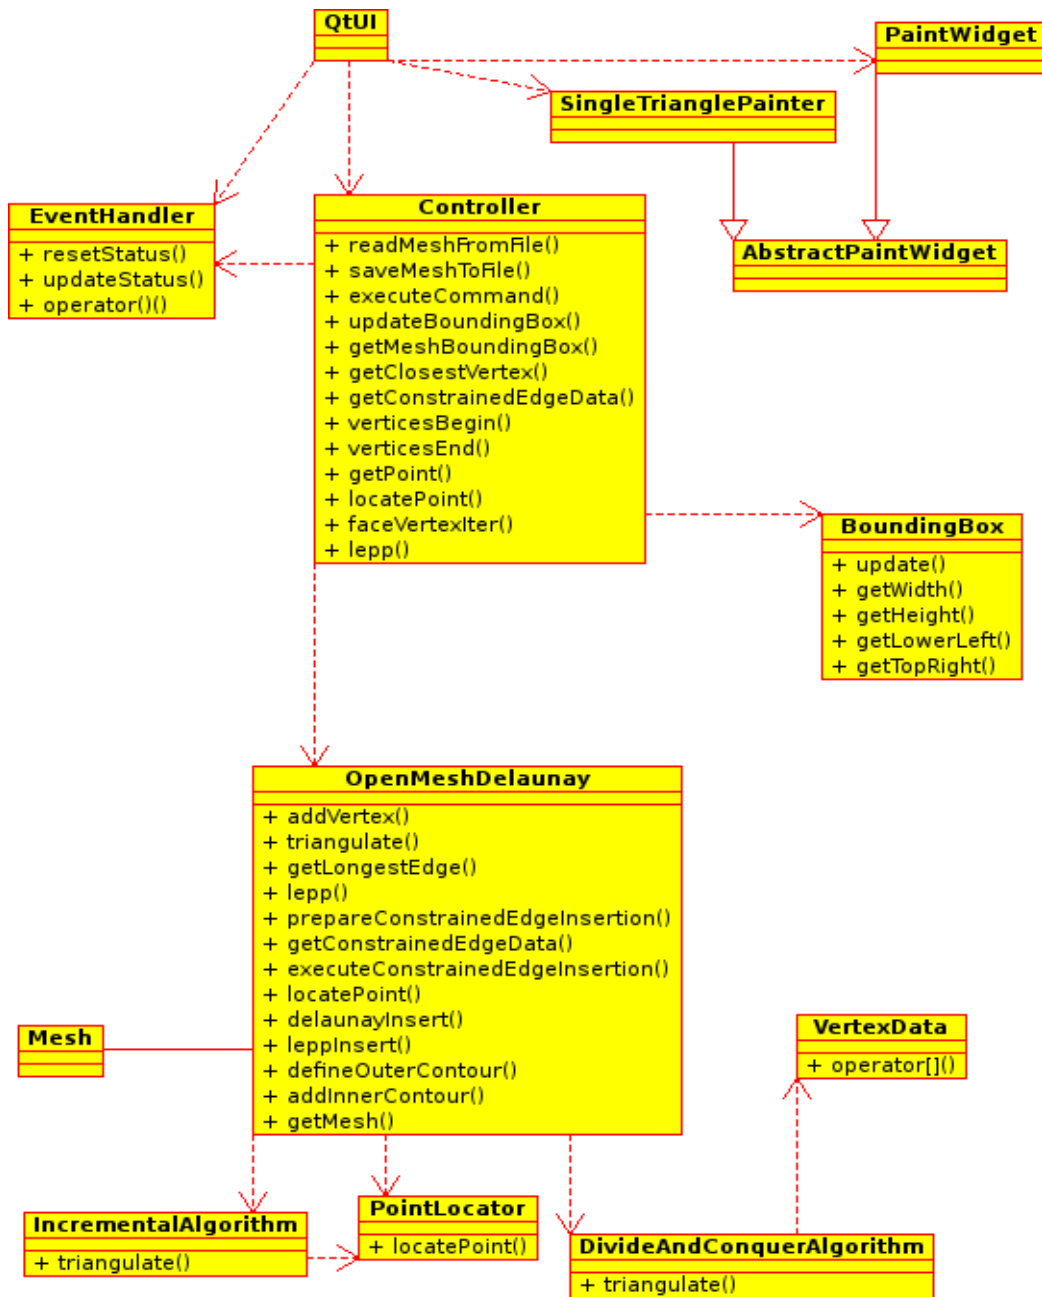 QtUI
PaintWidget
SingleTrianglePainter
EventHandler
+ resetStatus()
+ updateStatus()
+ operator()()
Controller
+ readMeshFromFile()
+ saveMeshToFile()
+ executeCommand()
+ updateBoundingBox()
+ getMeshBoundingBox()
+ getClosestVertex()
+ getConstrainedEdgeData()
+ verticesBegin()
+ verticesEnd()
+ getPoint()
+ locatePoint()
+ faceVertexIter()
+ lepp()
AbstractPaintWidget
BoundingBox
+ update()
+ getWidth()
+ getHeight()
+ getLowerLeft()
+ getTopRight()
OpenMeshDelaunay
+ addVertex()
+ triangulate()
+ getLongestEdge()
+ lepp()
+ prepareConstrainedEdgeInsertion()
+ getConstrainedEdgeData()
+ executeConstrainedEdgeInsertion()
+ locatePoint()
+ delaunayInsert()
+ leppInsert()
+ defineOuterContour()
+ addInnerContour()
+ getMesh()
Mesh
VertexData
+ operator[]()
IncrementalAlgorithm
+ triangulate()
PointLocator
+ locatePoint()
DivideAndConquerAlgorithm
+ triangulate()